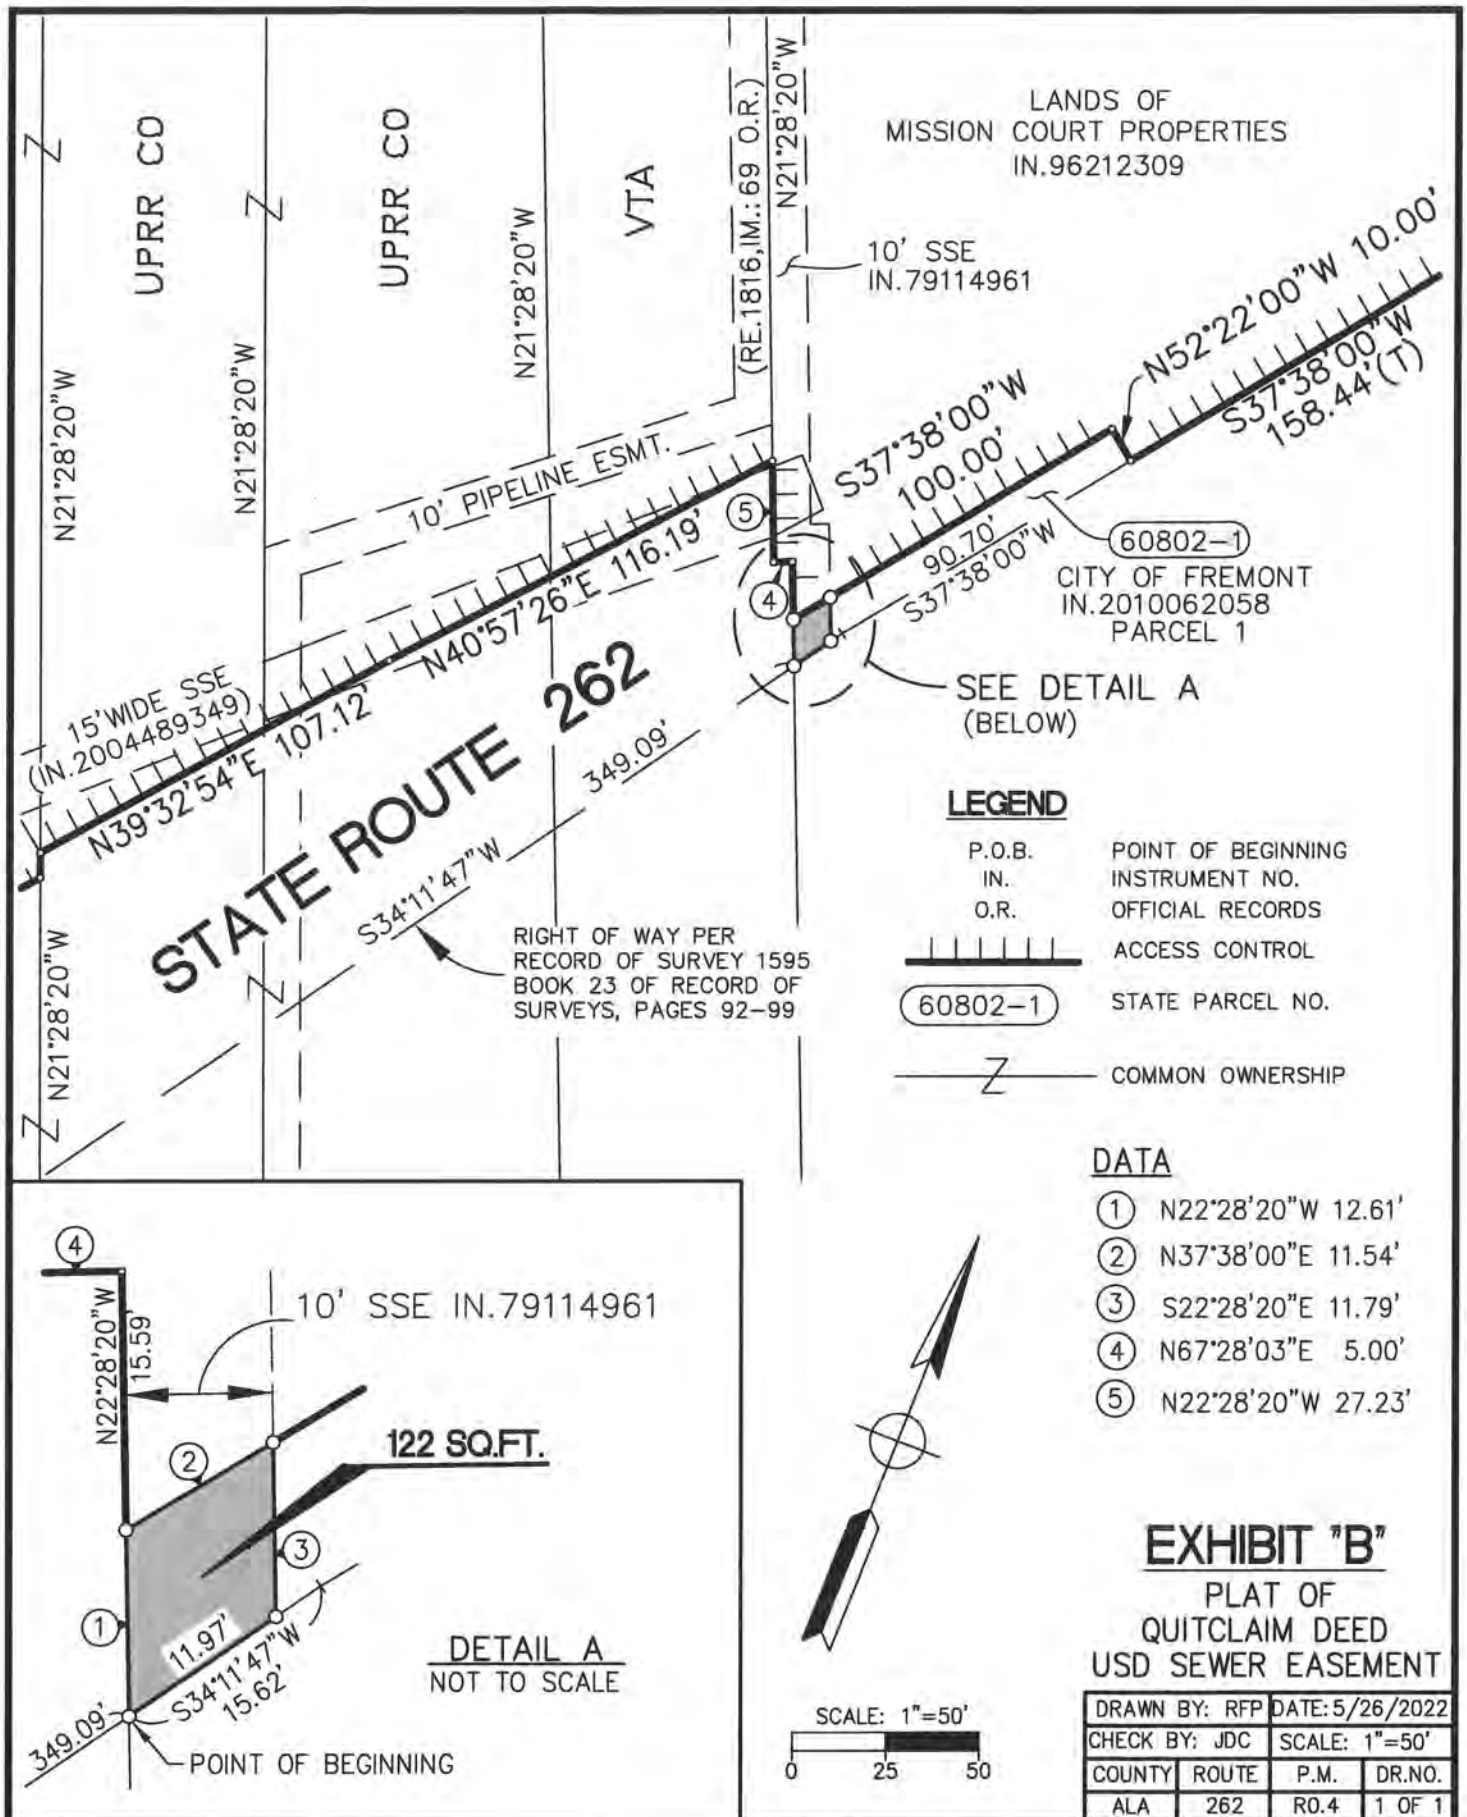 LANDS OF
MISSION COURT PROPERTIES
IN.96212309
UPRR CO
UPRR CO
VTA
Z
Z
(RE.1816,IM.:69 O.R.)
N21°28'20"W
10' SSE
IN.79114961
N21°28'20"W
N21°28'20"W
N21°28'20"W
N52°22'00"W 10.00'
S37°38'00"W
158.44'(T)
S37°38'00"W
100.00'
90.70'
S37°38'00"W
10' PIPELINE ESMT.
5
4
60802-1
CITY OF FREMONT
IN.2010062058
PARCEL 1
N40°57'26"E 116.19'
15'WIDE SSE
(IN.2004489349)
N39°32'54"E 107.12'
STATE ROUTE 262
349.09'
S34°11'47"W
SEE DETAIL A
(BELOW)
RIGHT OF WAY PER
RECORD OF SURVEY 1595
BOOK 23 OF RECORD OF
SURVEYS, PAGES 92-99
N21°28'20"W
Z
Z
LEGEND
P.O.B. POINT OF BEGINNING
IN. INSTRUMENT NO.
O.R. OFFICIAL RECORDS
ACCESS CONTROL
60802-1 STATE PARCEL NO.
Z COMMON OWNERSHIP
DATA
1 N22°28'20"W 12.61'
2 N37°38'00"E 11.54'
3 S22°28'20"E 11.79'
4 N67°28'03"E 5.00'
5 N22°28'20"W 27.23'
4
N22°28'20"W
15.59'
10' SSE IN.79114961
2
122 SQ.FT.
3
1
11.97'
S34°11'47"W
15.62'
349.09'
POINT OF BEGINNING
DETAIL A
NOT TO SCALE
SCALE: 1"=50'
0 25 50
EXHIBIT "B"
PLAT OF
QUITCLAIM DEED
USD SEWER EASEMENT
DRAWN BY: RFP DATE: 5/26/2022
CHECK BY: JDC SCALE: 1"=50'
COUNTY ROUTE P.M. DR.NO.
ALA 262 R0.4 1 OF 1